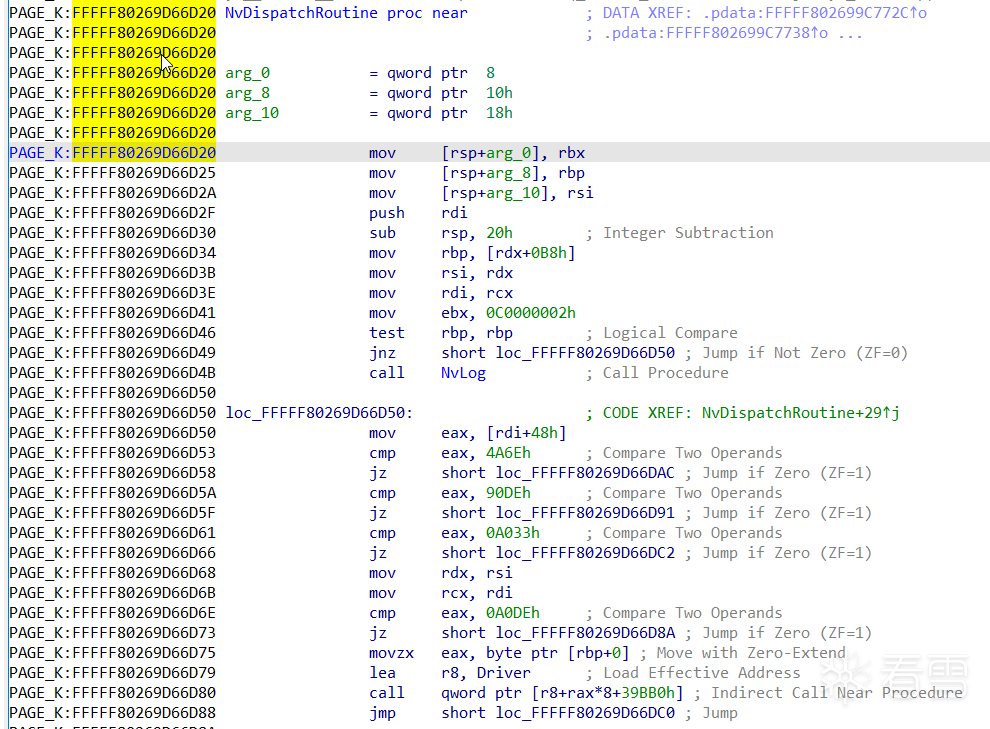 PAGE_K:FFFFF80269D66D20 NvDispatchRoutine proc near ; DATA XREF: .pdata:FFFFF802699C772C↑o
PAGE_K:FFFFF80269D66D20 ; .pdata:FFFFF802699C7738↑o ...
PAGE_K:FFFFF80269D66D20
PAGE_K:FFFFF80269D66D20 arg_0 = qword ptr 8
PAGE_K:FFFFF80269D66D20 arg_8 = qword ptr 10h
PAGE_K:FFFFF80269D66D20 arg_10 = qword ptr 18h
PAGE_K:FFFFF80269D66D20
PAGE_K:FFFFF80269D66D20 mov [rsp+arg_0], rbx
PAGE_K:FFFFF80269D66D25 mov [rsp+arg_8], rbp
PAGE_K:FFFFF80269D66D2A mov [rsp+arg_10], rsi
PAGE_K:FFFFF80269D66D2F push rdi
PAGE_K:FFFFF80269D66D30 sub rsp, 20h ; Integer Subtraction
PAGE_K:FFFFF80269D66D34 mov rbp, [rdx+0B8h]
PAGE_K:FFFFF80269D66D3B mov rsi, rdx
PAGE_K:FFFFF80269D66D3E mov rdi, rcx
PAGE_K:FFFFF80269D66D41 mov ebx, 0C0000002h
PAGE_K:FFFFF80269D66D46 test rbp, rbp ; Logical Compare
PAGE_K:FFFFF80269D66D49 jnz short loc_FFFFF80269D66D50 ; Jump if Not Zero (ZF=0)
PAGE_K:FFFFF80269D66D4B call NvLog ; Call Procedure
PAGE_K:FFFFF80269D66D50
PAGE_K:FFFFF80269D66D50 loc_FFFFF80269D66D50: ; CODE XREF: NvDispatchRoutine+29↑j
PAGE_K:FFFFF80269D66D50 mov eax, [rdi+48h]
PAGE_K:FFFFF80269D66D53 cmp eax, 4A6Eh ; Compare Two Operands
PAGE_K:FFFFF80269D66D58 jz short loc_FFFFF80269D66DAC ; Jump if Zero (ZF=1)
PAGE_K:FFFFF80269D66D5A cmp eax, 90DEh ; Compare Two Operands
PAGE_K:FFFFF80269D66D5F jz short loc_FFFFF80269D66D91 ; Jump if Zero (ZF=1)
PAGE_K:FFFFF80269D66D61 cmp eax, 0A033h ; Compare Two Operands
PAGE_K:FFFFF80269D66D66 jz short loc_FFFFF80269D66DC2 ; Jump if Zero (ZF=1)
PAGE_K:FFFFF80269D66D68 mov rdx, rsi
PAGE_K:FFFFF80269D66D6B mov rcx, rdi
PAGE_K:FFFFF80269D66D6E cmp eax, 0A0DEh ; Compare Two Operands
PAGE_K:FFFFF80269D66D73 jz short loc_FFFFF80269D66D8A ; Jump if Zero (ZF=1)
PAGE_K:FFFFF80269D66D75 movzx eax, byte ptr [rbp+0] ; Move with Zero-Extend
PAGE_K:FFFFF80269D66D79 lea r8, Driver ; Load Effective Address
PAGE_K:FFFFF80269D66D80 call qword ptr [r8+rax*8+39BB0h] ; Indirect Call Near Procedure
PAGE_K:FFFFF80269D66D88 jmp short loc_FFFFF80269D66DC0 ; Jump
看雪